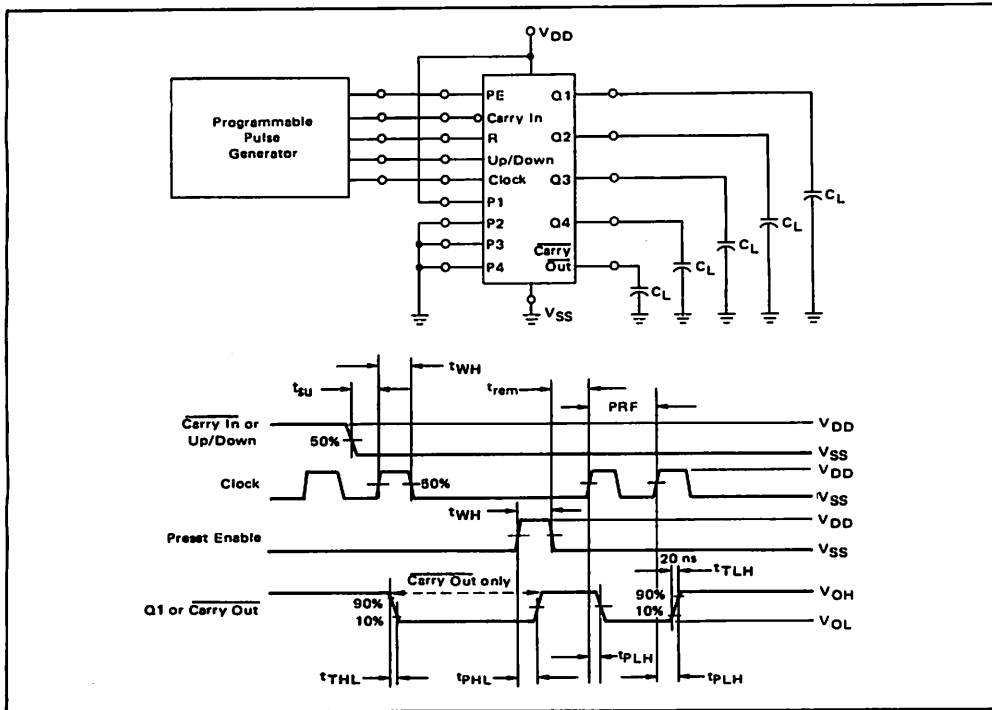 VDD
Programmable
Pulse
Generator
PE
Carry In
R
Up/Down
Clock
P1
P2
P3
P4
Q1
Q2
Q3
Q4
Carry
Out
CL
CL
CL
CL
CL
VSS
tWH
tsu
trem
PRF
Carry In or
Up/Down
50%
VDD
VSS
Clock
50%
VDD
VSS
tWH
Preset Enable
VDD
VSS
20 ns
tTLH
Carry Out only
Q1 or Carry Out
90%
10%
90%
10%
VOH
VOL
tPLH
tTHL
tPHL
tPLH